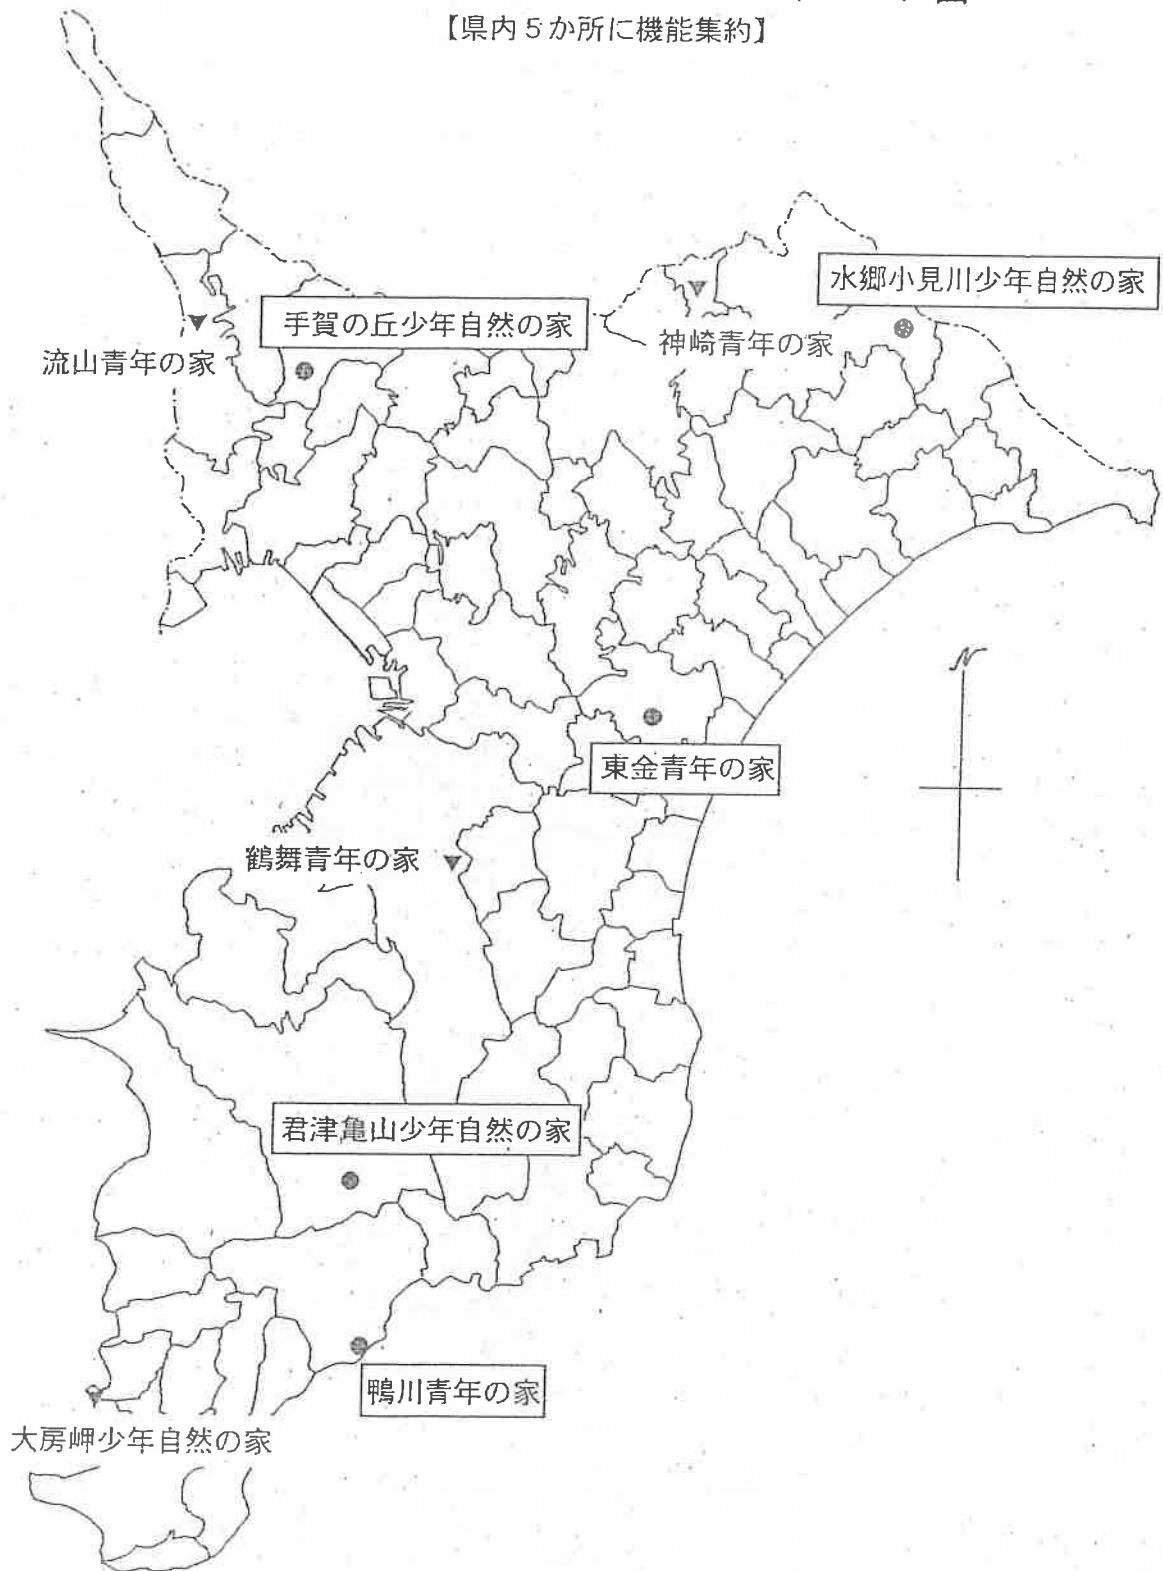 【県内5か所に機能集約】
水郷小見川少年自然の家
手賀の丘少年自然の家
神崎青年の家
流山青年の家
東金青年の家
鶴舞青年の家
君津亀山少年自然の家
鴨川青年の家
大房岬少年自然の家